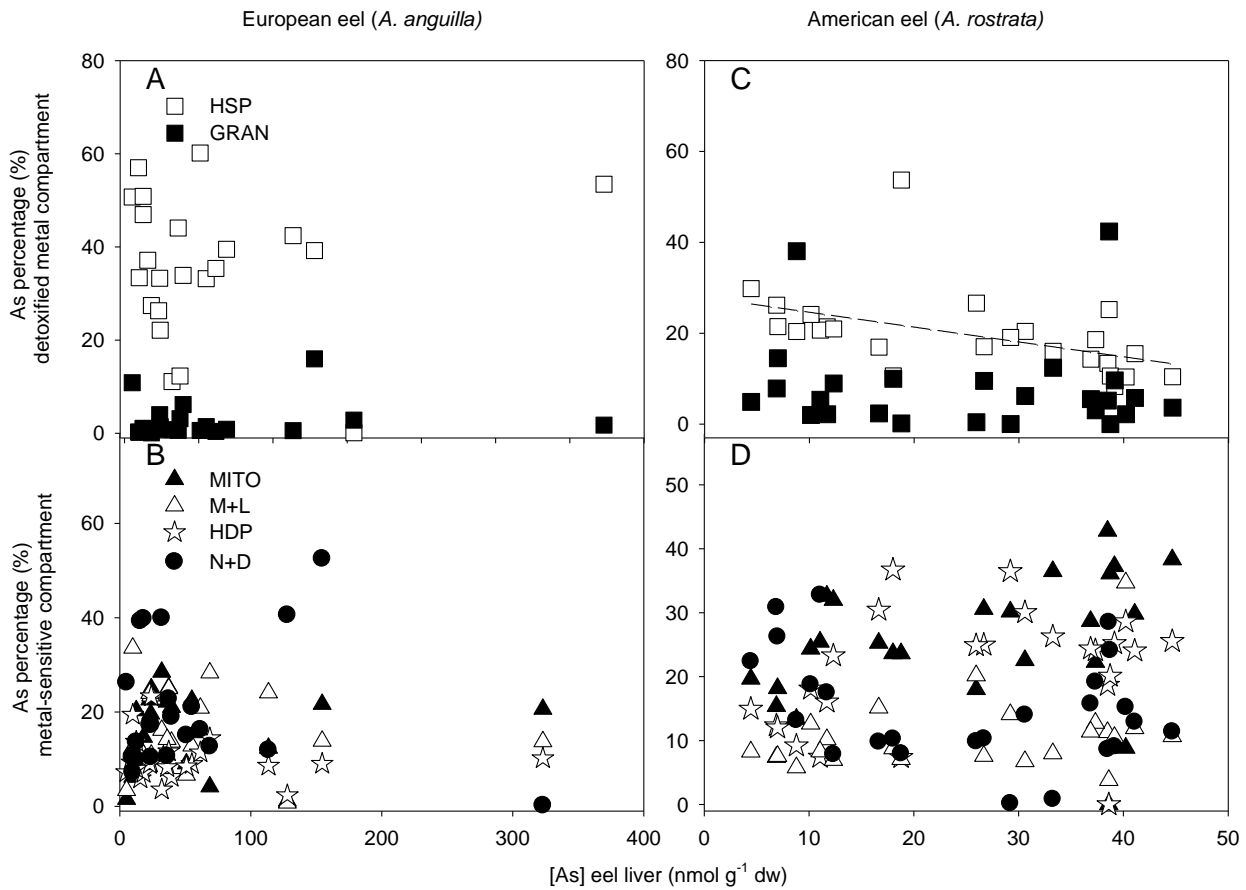 European eel (A. anguilla)
American eel (A. rostrata)
As percentage (%)
detoxified metal compartment
80
60
40
20
0
A
HSP
GRAN
80
60
40
20
0
C
As percentage (%)
metal-sensitive compartment
60
40
20
0
B
MITO
M+L
HDP
N+D
50
40
30
20
10
0
D
0 100 200 300 400
0 10 20 30 40 50
[As] eel liver (nmol g-1 dw)